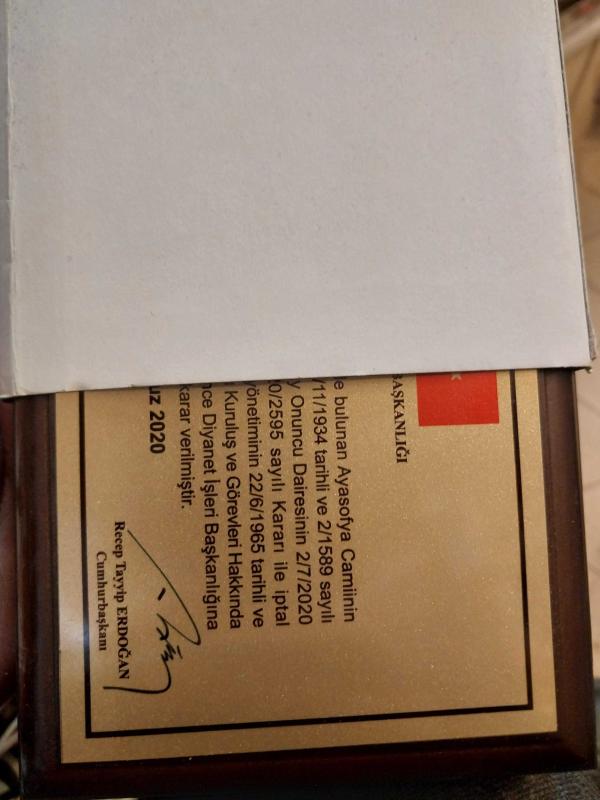 BAŞKANLIĞI
bulunan Ayasofya Camiinin
/11/1934 tarihli ve 2/1589 sayılı
Onuncu Dairesinin 2/7/2020
0/2595 sayılı Kararı ile iptal
yönetiminin 22/6/1965 tarihli ve
Kuruluş ve Görevleri Hakkında
nce Diyanet İşleri Başkanlığına
karar verilmiştir.
uz 2020
Recep Tayyip ERDOĞAN
Cumhurbaşkanı